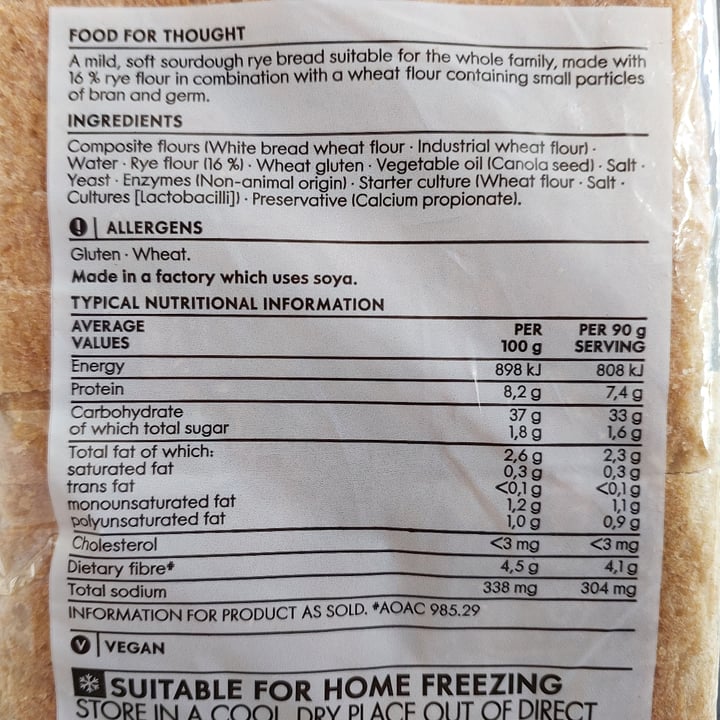 FOOD FOR THOUGHT
A mild, soft sourdough rye bread suitable for the whole family, made with
16 % rye flour in combination with a wheat flour containing small particles
of bran and germ.
INGREDIENTS
Composite flours (White bread wheat flour · Industrial wheat flour) ·
Water · Rye flour (16 %) · Wheat gluten · Vegetable oil (Canola seed) · Salt ·
Yeast · Enzymes (Non-animal origin) · Starter culture (Wheat flour · Salt ·
Cultures [Lactobacilli]) · Preservative (Calcium propionate).
! | ALLERGENS
Gluten · Wheat.
Made in a factory which uses soya.
TYPICAL NUTRITIONAL INFORMATION
AVERAGE PER PER 90 g
VALUES 100 g SERVING
Energy 898 kJ 808 kJ
Protein 8,2 g 7,4 g
Carbohydrate 37 g 33 g
of which total sugar 1,8 g 1,6 g
Total fat of which: 2,6 g 2,3 g
saturated fat 0,3 g 0,3 g
trans fat <0,1 g <0,1 g
monounsaturated fat 1,2 g 1,1 g
polyunsaturated fat 1,0 g 0,9 g
Cholesterol <3 mg <3 mg
Dietary fibre# 4,5 g 4,1 g
Total sodium 338 mg 304 mg
INFORMATION FOR PRODUCT AS SOLD. #AOAC 985.29
V | VEGAN
SUITABLE FOR HOME FREEZING
STORE IN A COOL DRY PLACE OUT OF DIRECT